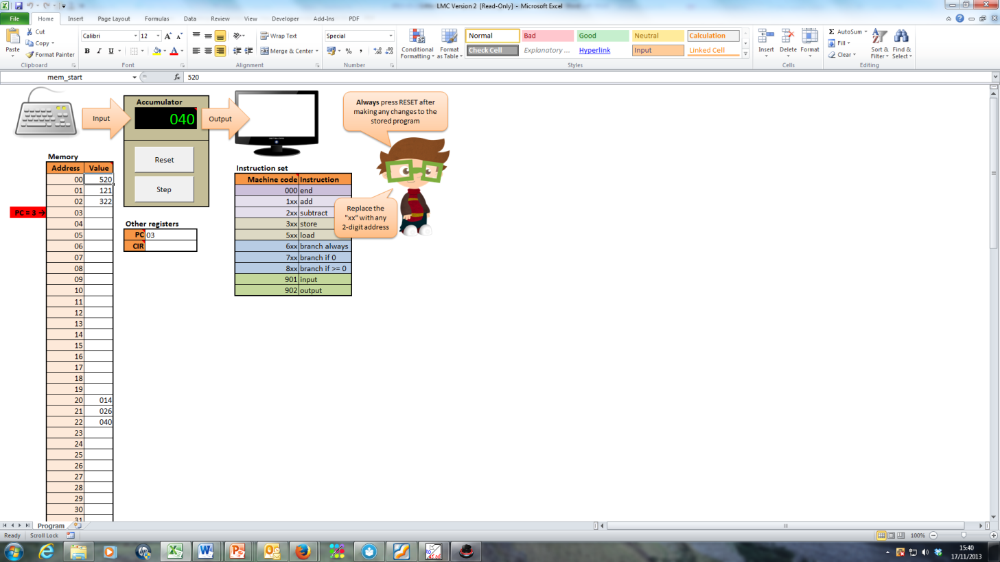 LMC Version 2 [Read-Only] - Microsoft Excel
File Home Insert Page Layout Formulas Data Review View Developer Add-Ins PDF
Paste
Cut
Copy
Format Painter
Clipboard
Calibri 12
B I U
Font
Wrap Text
Merge & Center
Alignment
Special
Number
Conditional Formatting
Format as Table
Normal Bad Good Neutral Calculation
Check Cell Explanatory ... Hyperlink Input Linked Cell
Styles
Insert Delete Format
Cells
AutoSum
Fill
Clear
Sort & Filter
Find & Select
Editing
mem_start fx 520
Input
Accumulator
040
Output
Reset
Step
Always press RESET after
making any changes to the
stored program
Replace the
"xx" with any
2-digit address
Memory
Address Value
00 520
01 121
02 322
PC = 3 → 03
04
05
06
07
08
09
10
11
12
13
14
15
16
17
18
19
20 014
21 026
22 040
23
24
25
26
27
28
29
30
31
Other registers
PC 03
CIR
Instruction set
Machine code Instruction
000 end
1xx add
2xx subtract
3xx store
5xx load
6xx branch always
7xx branch if 0
8xx branch if >= 0
901 input
902 output
Program
Ready Scroll Lock 100%
15:40
17/11/2013